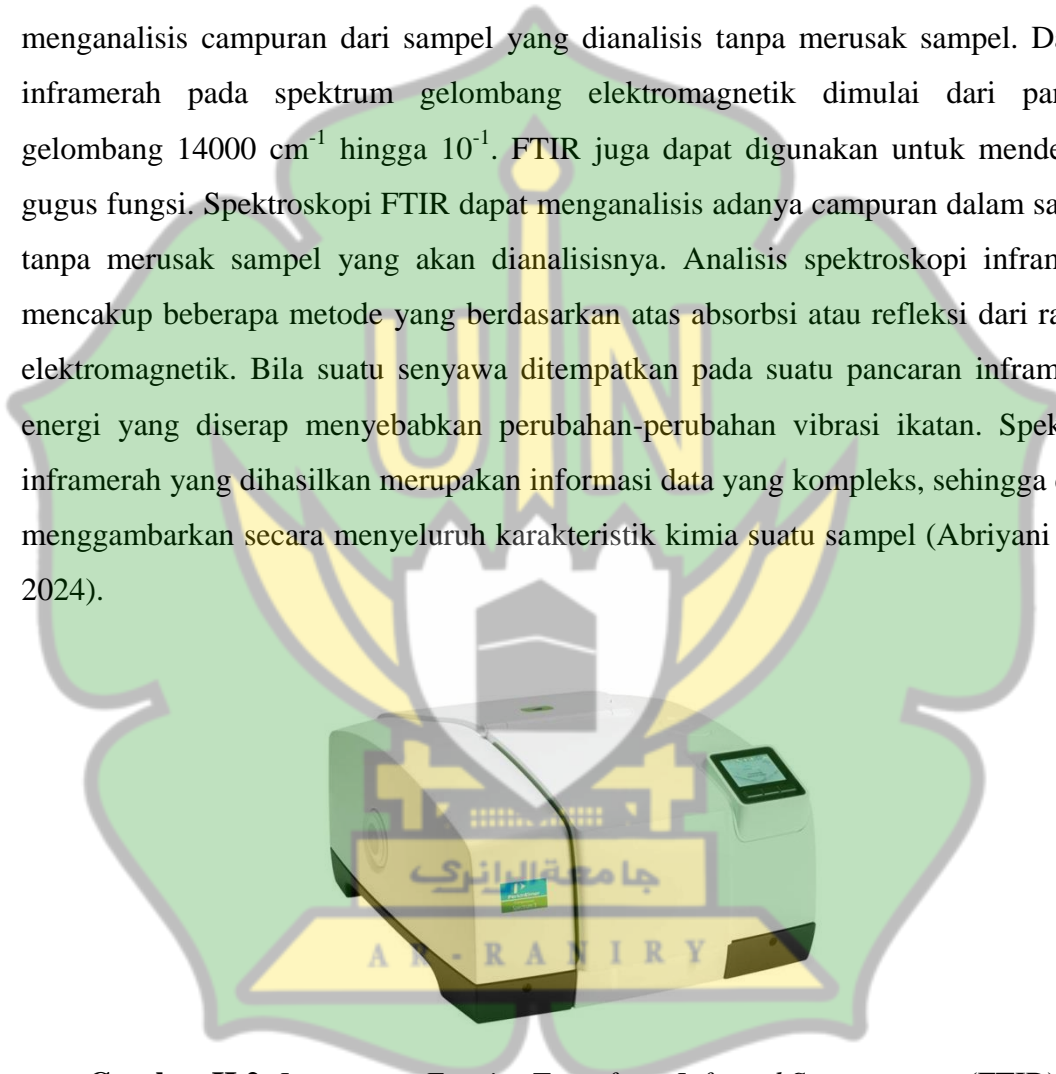 menganalisis campuran dari sampel yang dianalisis tanpa merusak sampel. Da
inframerah pada spektrum gelombang elektromagnetik dimulai dari pan
gelombang 14000 cm⁻¹ hingga 10⁻¹. FTIR juga dapat digunakan untuk mende
gugus fungsi. Spektroskopi FTIR dapat menganalisis adanya campuran dalam sa
tanpa merusak sampel yang akan dianalisisnya. Analisis spektroskopi infram
mencakup beberapa metode yang berdasarkan atas absorbsi atau refleksi dari ra
elektromagnetik. Bila suatu senyawa ditempatkan pada suatu pancaran infram
energi yang diserap menyebabkan perubahan-perubahan vibrasi ikatan. Spek
inframerah yang dihasilkan merupakan informasi data yang kompleks, sehingga
menggambarkan secara menyeluruh karakteristik kimia suatu sampel (Abriyani
2024).
UIN
جامعة الرانري
AR-RANIRY